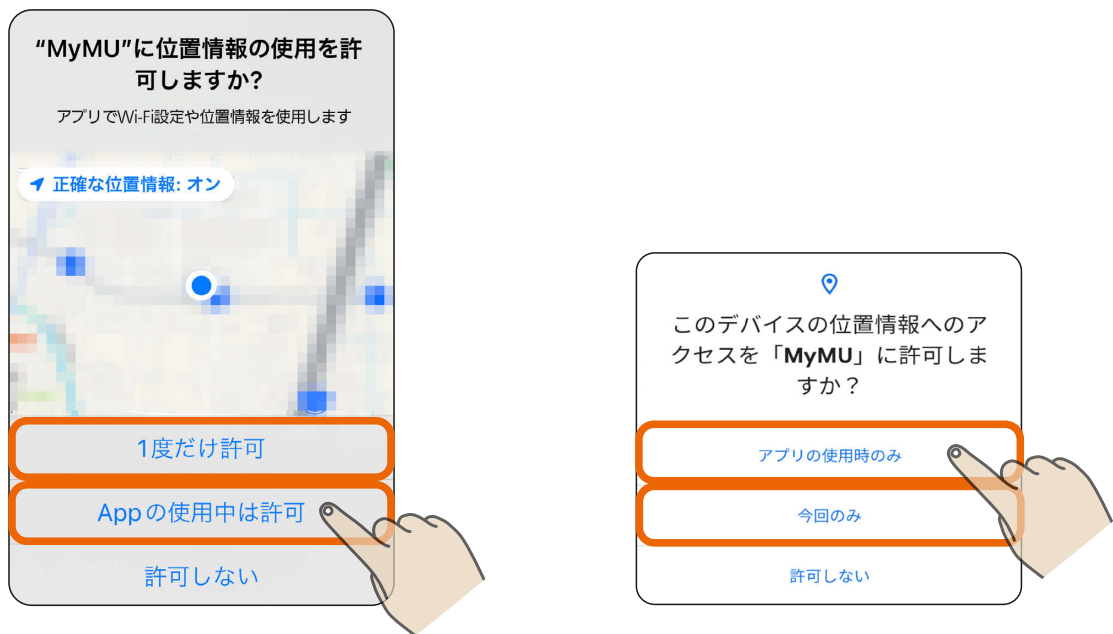 “MyMU”に位置情報の使用を許
可しますか?
アプリでWi-Fi設定や位置情報を使用します
正確な位置情報: オン
1度だけ許可
Appの使用中は許可
許可しない
このデバイスの位置情報へのア
クセスを「MyMU」に許可しま
すか？
アプリの使用時のみ
今回のみ
許可しない